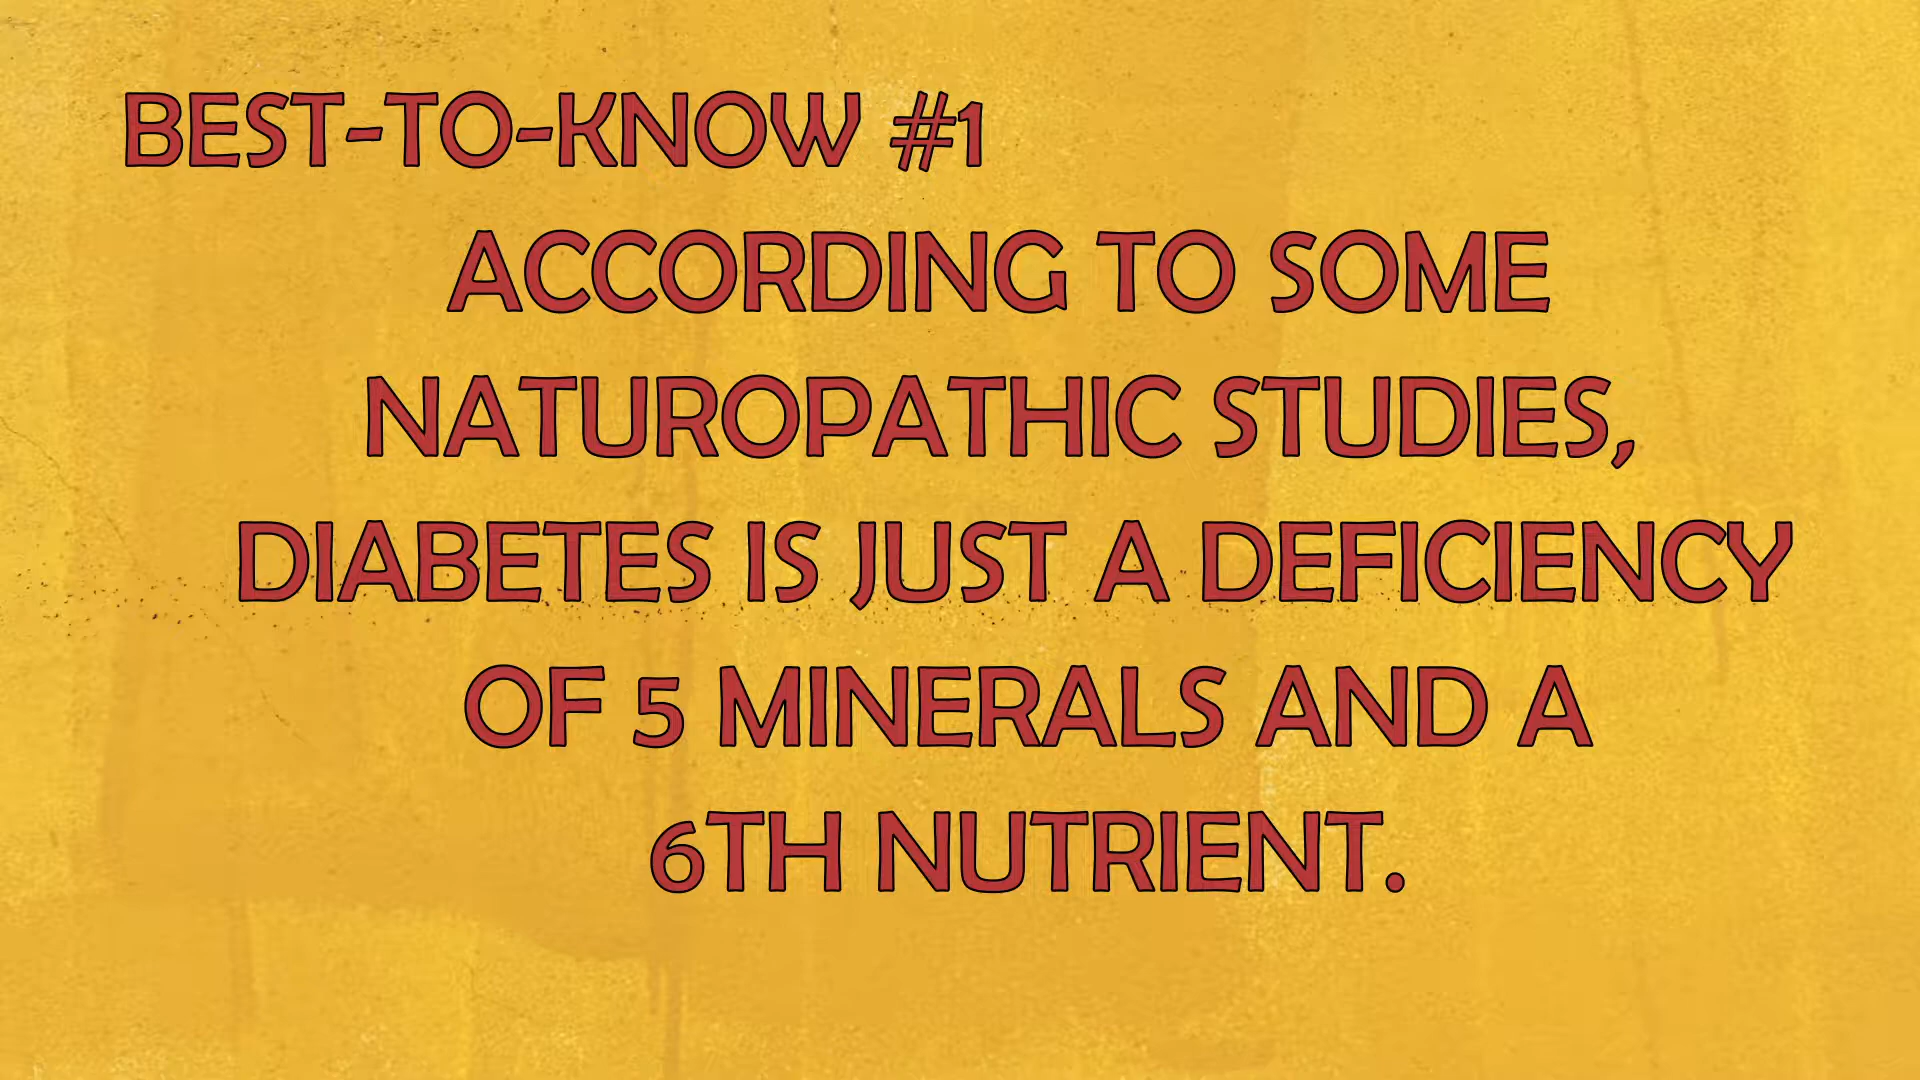 BEST-TO-KNOW #1
ACCORDING TO SOME
NATUROPATHIC STUDIES,
DIABETES IS JUST A DEFICIENCY
OF 5 MINERALS AND A
6TH NUTRIENT.